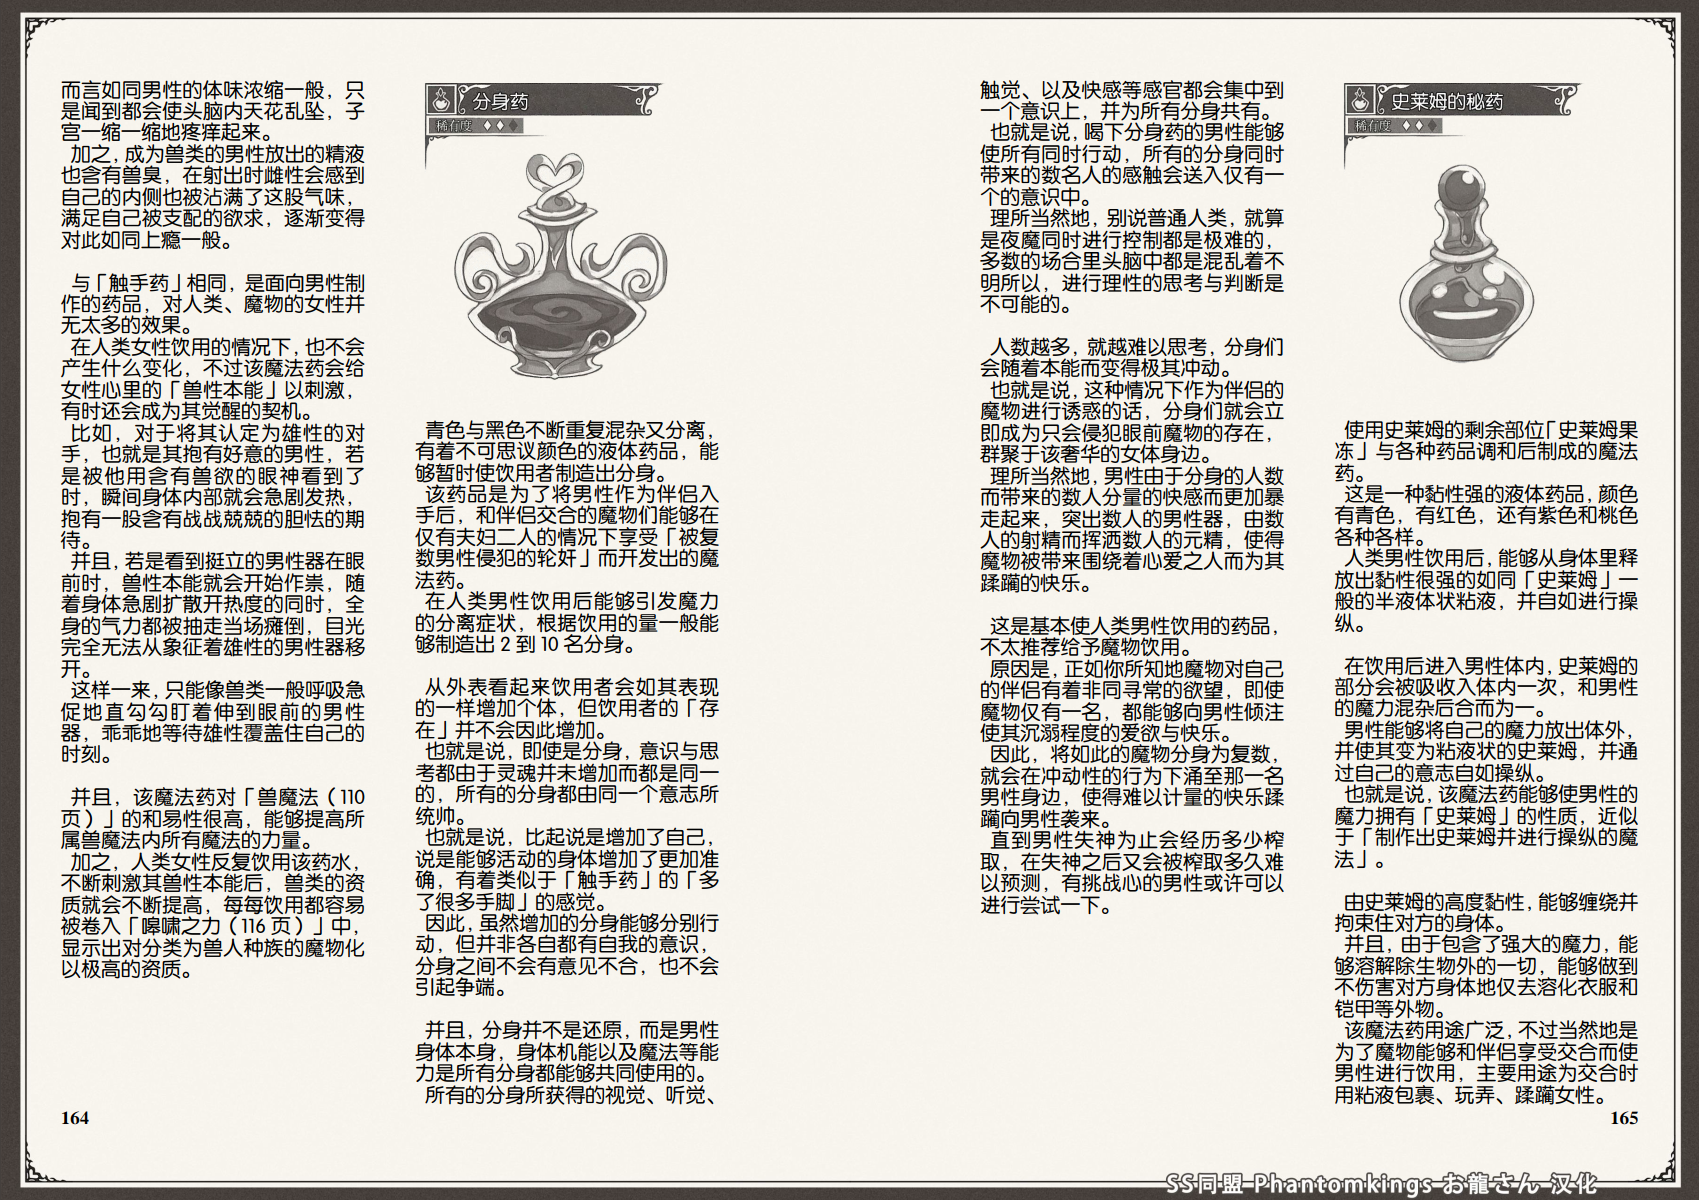 而言如同男性的体味浓缩一般，只
是闻到都会使头脑内天花乱坠，子
宫一缩一缩地疼痒起来。
加之，成为兽类的男性放出的精液
也含有兽臭，在射出时雌性会感到
自己的内侧也被沾满了这股气味，
满足自己被支配的欲求，逐渐变得
对此如同上瘾一般。
与「触手药」相同，是面向男性制
作的药品，对人类、魔物的女性并
无太多的效果。
在人类女性饮用的情况下，也不会
产生什么变化，不过该魔法药会给
女性心里的「兽性本能」以刺激，
有时还会成为其觉醒的契机。
比如，对于将其认定为雄性的对
手，也就是其抱有好意的男性，若
是被他用含有兽欲的眼神看到了
时，瞬间身体内部就会急剧发热，
抱有一股含有战战兢兢的胆怯的期
待。
并且，若是看到挺立的男性器在眼
前时，兽性本能就会开始作祟，随
着身体急剧扩散开热度的同时，全
身的气力都被抽走当场瘫倒，目光
完全无法从象征着雄性的男性器移
开。
这样一来，只能像兽类一般呼吸急
促地直勾勾盯着伸到眼前的男性
器，乖乖地等待雄性覆盖住自己的
时刻。
并且，该魔法药对「兽魔法（110
页）」的和易性很高，能够提高所
属兽魔法内所有魔法的力量。
加之，人类女性反复饮用该药水，
不断刺激其兽性本能后，兽类的资
质就会不断提高，每每饮用都容易
被卷入「嗥啸之力（116 页）」中，
显示出对分类为兽人种族的魔物化
以极高的资质。
164
分身药
稀有度
青色与黑色不断重复混杂又分离，
有着不可思议颜色的液体药品，能
够暂时使饮用者制造出分身。
该药品是为了将男性作为伴侣入
手后，和伴侣交合的魔物们能够在
仅有夫妇二人的情况下享受「被复
数男性侵犯的轮奸」而开发出的魔
法药。
在人类男性饮用后能够引发魔力
的分离症状，根据饮用的量一般能
够制造出 2 到 10 名分身。
从外表看起来饮用者会如其表现
的一样增加个体，但饮用者的「存
在」并不会因此增加。
也就是说，即使是分身，意识与思
考都由于灵魂并未增加而都是同一
的，所有的分身都由同一个意志所
统帅。
也就是说，比起说是增加了自己，
说是能够活动的身体增加了更加准
确，有着类似于「触手药」的「多
了很多手脚」的感觉。
因此，虽然增加的分身能够分别行
动，但并非各自都有自我的意识，
分身之间不会有意见不合，也不会
引起争端。
并且，分身并不是还原，而是男性
身体本身，身体机能以及魔法等能
力是所有分身都能够共同使用的。
所有的分身所获得的视觉、听觉、
触觉、以及快感等感官都会集中到
一个意识上，并为所有分身共有。
也就是说，喝下分身药的男性能够
使所有同时行动，所有的分身同时
带来的数名人的感触会送入仅有一
个的意识中。
理所当然地，别说普通人类，就算
是夜魔同时进行控制都是极难的，
多数的场合里头脑中都是混乱着不
明所以，进行理性的思考与判断是
不可能的。
人数越多，就越难以思考，分身们
会随着本能而变得极其冲动。
也就是说，这种情况下作为伴侣的
魔物进行诱惑的话，分身们就会立
即成为只会侵犯眼前魔物的存在，
群聚于该奢华的女体身边。
理所当然地，男性由于分身的人数
而带来的数人分量的快感而更加暴
走起来，突出数人的男性器，由数
人的射精而挥洒数人的元精，使得
魔物被带来围绕着心爱之人而为其
蹂躏的快乐。
这是基本使人类男性饮用的药品，
不太推荐给予魔物饮用。
原因是，正如你所知地魔物对自己
的伴侣有着非同寻常的欲望，即使
魔物仅有一名，都能够向男性倾注
使其沉溺程度的爱欲与快乐。
因此，将如此的魔物分身为复数，
就会在冲动性的行为下涌至那一名
男性身边，使得难以计量的快乐蹂
躏向男性袭来。
直到男性失神为止会经历多少榨
取，在失神之后又会被榨取多久难
以预测，有挑战心的男性或许可以
进行尝试一下。
史莱姆的秘药
稀有度
使用史莱姆的剩余部位「史莱姆果
冻」与各种药品调和后制成的魔法
药。
这是一种黏性强的液体药品，颜色
有青色，有红色，还有紫色和桃色
各种各样。
人类男性饮用后，能够从身体里释
放出黏性很强的如同「史莱姆」一
般的半液体状粘液，并自如进行操
纵。
在饮用后进入男性体内，史莱姆的
部分会被吸收入体内一次，和男性
的魔力混杂后合而为一。
男性能够将自己的魔力放出体外，
并使其变为粘液状的史莱姆，并通
过自己的意志自如操纵。
也就是说，该魔法药能够使男性的
魔力拥有「史莱姆」的性质，近似
于「制作出史莱姆并进行操纵的魔
法」。
由史莱姆的高度黏性，能够缠绕并
拘束住对方的身体。
并且，由于包含了强大的魔力，能
够溶解除生物外的一切，能够做到
不伤害对方身体地仅去溶化衣服和
铠甲等外物。
该魔法药用途广泛，不过当然地是
为了魔物能够和伴侣享受交合而使
男性进行饮用，主要用途为交合时
用粘液包裹、玩弄、蹂躏女性。
165
SS同盟 Phantomkings お龍さん 汉化